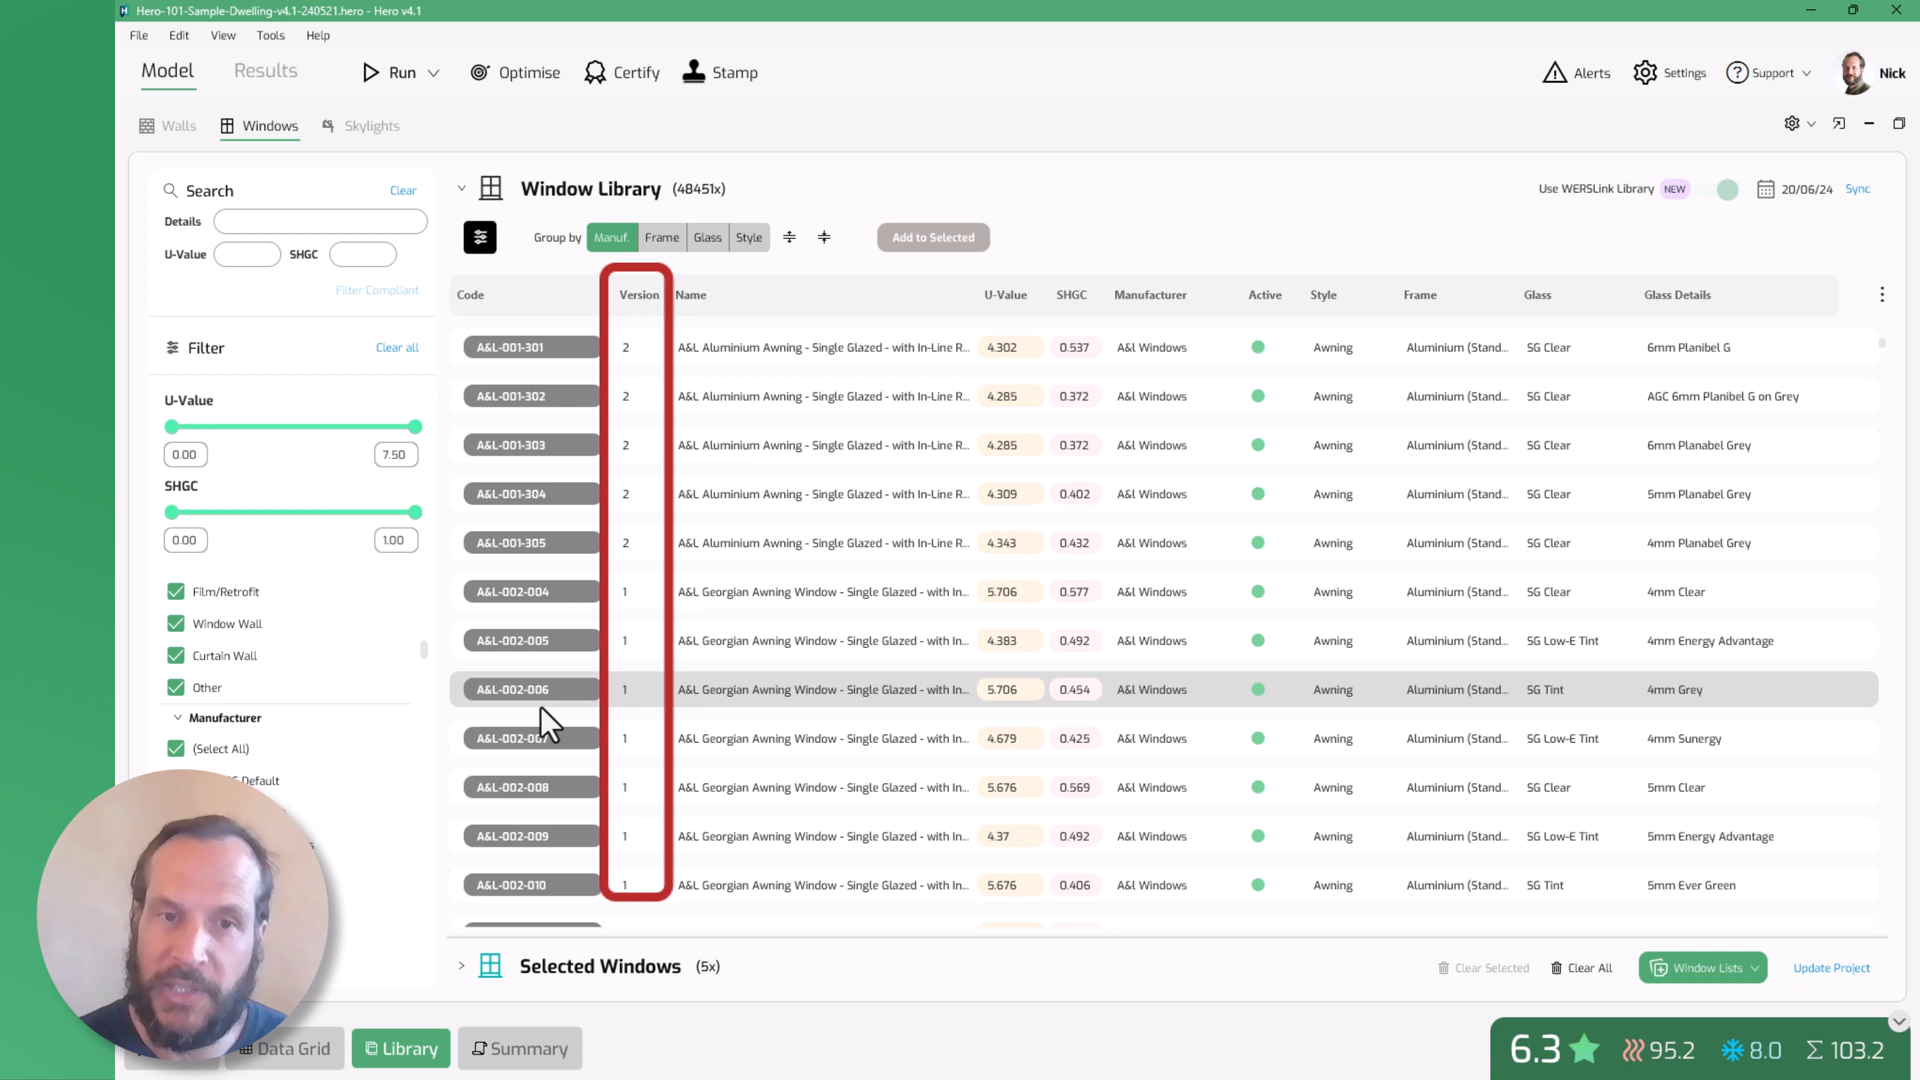 Hero-101-Sample-Dwelling-v4.1-240521.hero - Hero v4.1
File Edit View Tools Help
Model Results Run Optimise Certify Stamp Alerts Settings Support Nick
Walls Windows Skylights
Search Clear
Details
U-Value SHGC
Filter Compliant
Filter Clear all
U-Value
0.00 7.50
SHGC
0.00 1.00
Film/Retrofit
Window Wall
Curtain Wall
Other
Manufacturer
(Select All)
Default
Window Library (48451x) Use WERSLink Library NEW 20/06/24 Sync
Group by Manuf. Frame Glass Style Add to Selected
Code Version Name U-Value SHGC Manufacturer Active Style Frame Glass Glass Details
A&L-001-301 2 A&L Aluminium Awning - Single Glazed - with In-Line R... 4.302 0.537 A&l Windows Awning Aluminium (Stand... SG Clear 6mm Planibel G
A&L-001-302 2 A&L Aluminium Awning - Single Glazed - with In-Line R... 4.285 0.372 A&l Windows Awning Aluminium (Stand... SG Clear AGC 6mm Planibel G on Grey
A&L-001-303 2 A&L Aluminium Awning - Single Glazed - with In-Line R... 4.285 0.372 A&l Windows Awning Aluminium (Stand... SG Clear 6mm Planabel Grey
A&L-001-304 2 A&L Aluminium Awning - Single Glazed - with In-Line R... 4.309 0.402 A&l Windows Awning Aluminium (Stand... SG Clear 5mm Planabel Grey
A&L-001-305 2 A&L Aluminium Awning - Single Glazed - with In-Line R... 4.343 0.432 A&l Windows Awning Aluminium (Stand... SG Clear 4mm Planabel Grey
A&L-002-004 1 A&L Georgian Awning Window - Single Glazed - with In... 5.706 0.577 A&l Windows Awning Aluminium (Stand... SG Clear 4mm Clear
A&L-002-005 1 A&L Georgian Awning Window - Single Glazed - with In... 4.383 0.492 A&l Windows Awning Aluminium (Stand... SG Low-E Tint 4mm Energy Advantage
A&L-002-006 1 A&L Georgian Awning Window - Single Glazed - with In... 5.706 0.454 A&l Windows Awning Aluminium (Stand... SG Tint 4mm Grey
A&L-002-007 1 A&L Georgian Awning Window - Single Glazed - with In... 4.679 0.425 A&l Windows Awning Aluminium (Stand... SG Low-E Tint 4mm Sunergy
A&L-002-008 1 A&L Georgian Awning Window - Single Glazed - with In... 5.676 0.569 A&l Windows Awning Aluminium (Stand... SG Clear 5mm Clear
A&L-002-009 1 A&L Georgian Awning Window - Single Glazed - with In... 4.37 0.492 A&l Windows Awning Aluminium (Stand... SG Low-E Tint 5mm Energy Advantage
A&L-002-010 1 A&L Georgian Awning Window - Single Glazed - with In... 5.676 0.406 A&l Windows Awning Aluminium (Stand... SG Tint 5mm Ever Green
Selected Windows (5x) Clear Selected Clear All Window Lists Update Project
Data Grid Library Summary
6.3 95.2 8.0 Σ 103.2